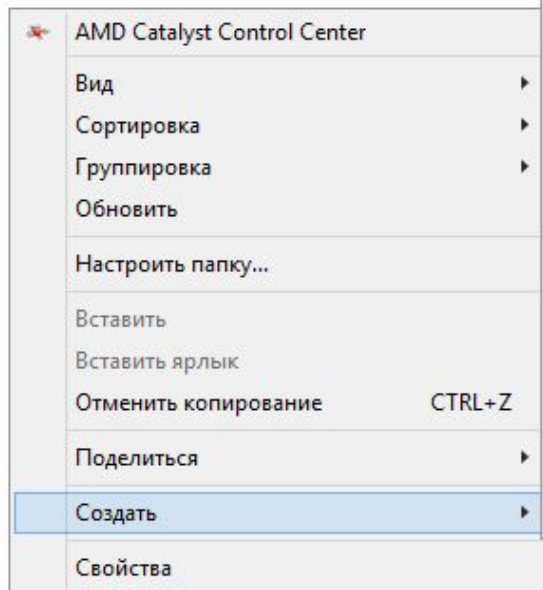 AMD Catalyst Control Center
Вид
Сортировка
Группировка
Обновить
Настроить папку...
Вставить
Вставить ярлык
Отменить копирование CTRL+Z
Поделиться
Создать
Свойства